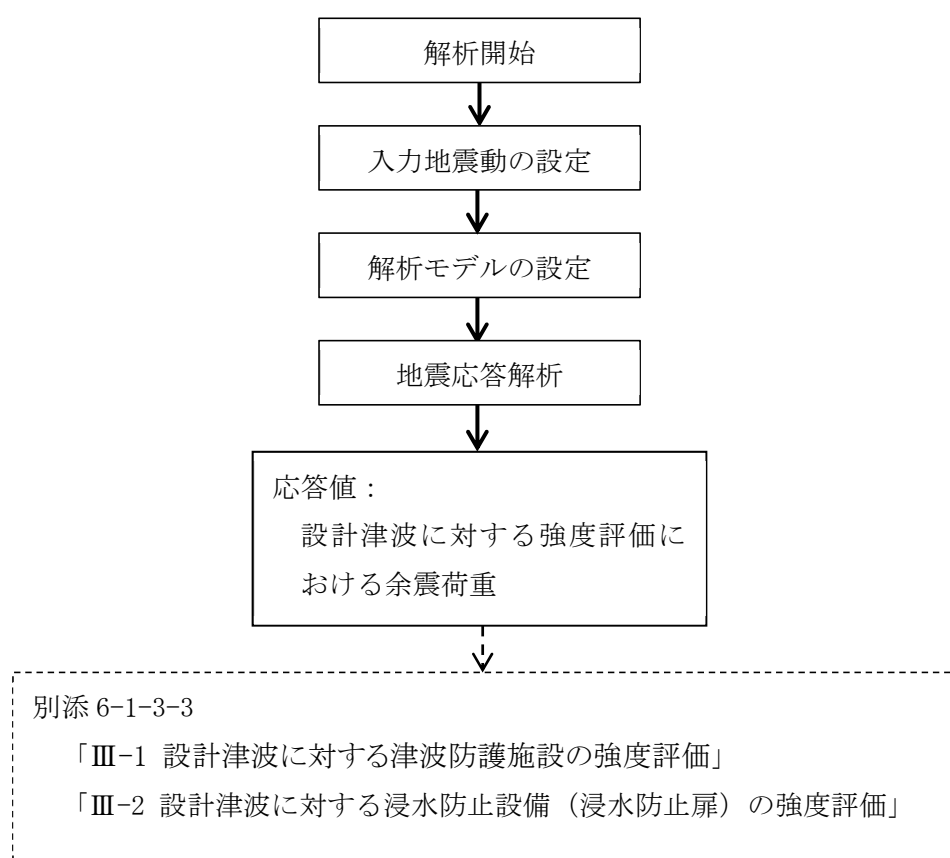 解析開始
入力地震動の設定
解析モデルの設定
地震応答解析
応答値：
設計津波に対する強度評価に
おける余震荷重
別添 6-1-3-3
「Ⅲ-1 設計津波に対する津波防護施設の強度評価」
「Ⅲ-2 設計津波に対する浸水防止設備（浸水防止扉）の強度評価」